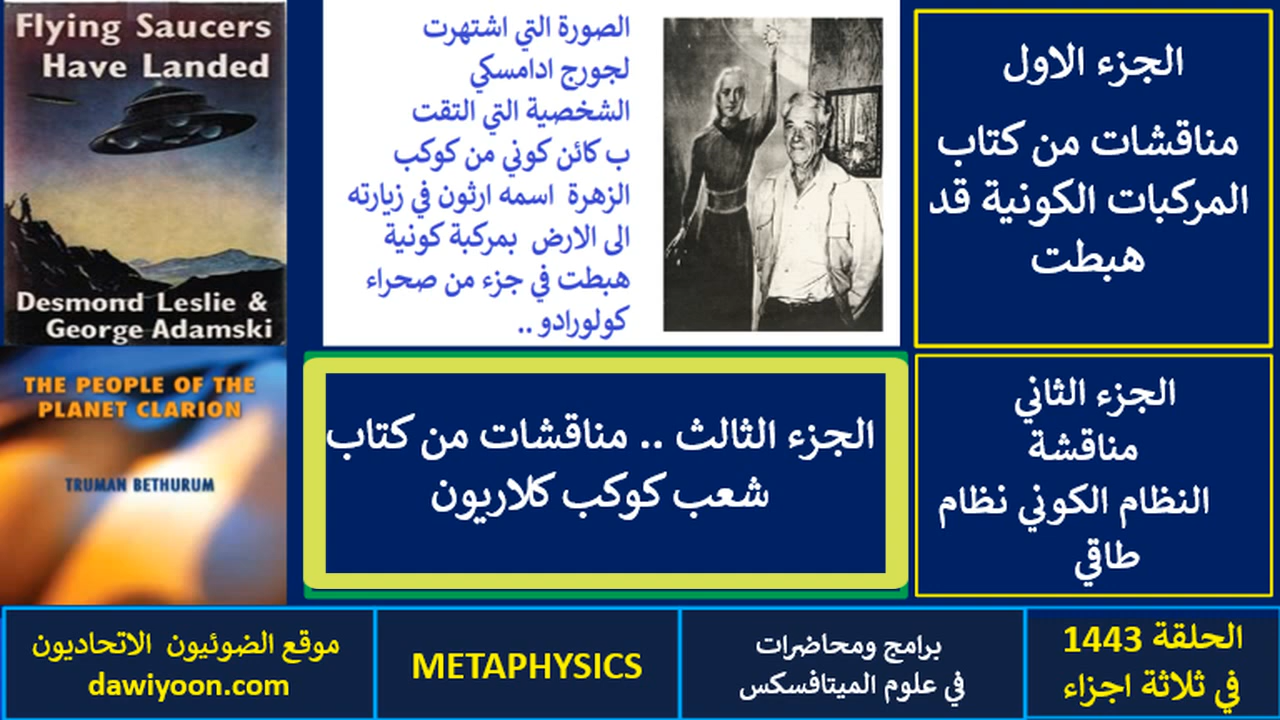 Flying Saucers
Have Landed
Desmond Leslie &
George Adamski
الصورة التي اشتهرت
لجورج ادامسكي
الشخصية التي التقت
ب كائن كوني من كوكب
الزهرة اسمه ارثون في زيارته
الى الارض بمركبة كونية
هبطت في جزء من صحراء
كولورادو ..
الجزء الاول
مناقشات من كتاب
المركبات الكونية قد
هبطت
THE PEOPLE OF THE
PLANET CLARION
TRUMAN BETHURUM
الجزء الثالث .. مناقشات من كتاب
شعب كوكب كلاريون
الجزء الثاني
مناقشة
النظام الكوني نظام
طاقي
موقع الضوئيون الاتحاديون
dawiyoon.com
METAPHYSICS
برامج ومحاضرات
في علوم الميتافسكس
الحلقة 1443
في ثلاثة اجزاء